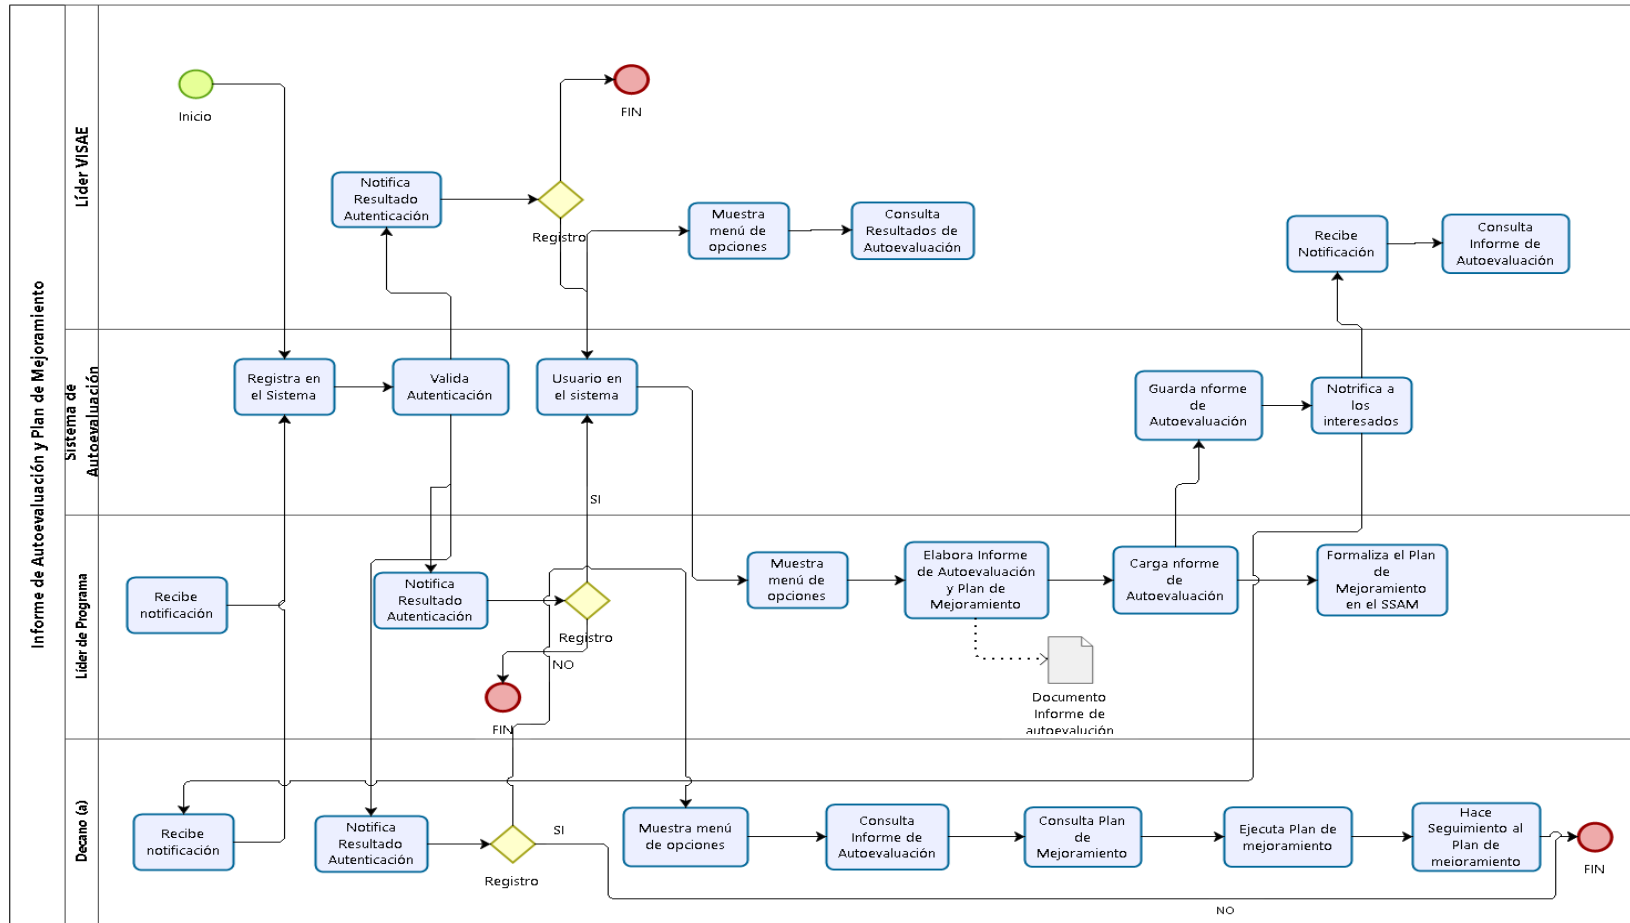 Informe de Autoevaluación y Plan de Mejoramiento
Líder VISAE
Inicio
FIN
Notifica
Resultado
Autenticación
Registro
Muestra
menú de
opciones
Consulta
Resultados de
Autoevaluación
Recibe
Notificación
Consulta
Informe de
Autoevaluación
Sistema de
Autoevaluación
Registra en
el Sistema
Valida
Autenticación
Usuario en
el sistema
Guarda nforme
de
Autoevaluación
Notrifica a
los
interesados
SI
Líder de Programa
Recibe
notificación
Notifica
Resultado
Autenticación
Registro
NO
FIN
Muestra
menú de
opciones
Elabora Informe
de Autoevaluación
y Plan de
Mejoramiento
Carga nforme
de
Autoevaluación
Formaliza el Plan
de
Mejoramiento
en el SSAM
Documento
Informe de
autoevalución
Decano (a)
Recibe
notificación
Notifica
Resultado
Autenticación
SI
Registro
Muestra menú
de opciones
Consulta
Informe de
Autoevaluación
Consulta Plan
de
Mejoramiento
Ejecuta Plan de
mejoramiento
Hace
Seguimiento al
Plan de
mejoramiento
FIN
NO